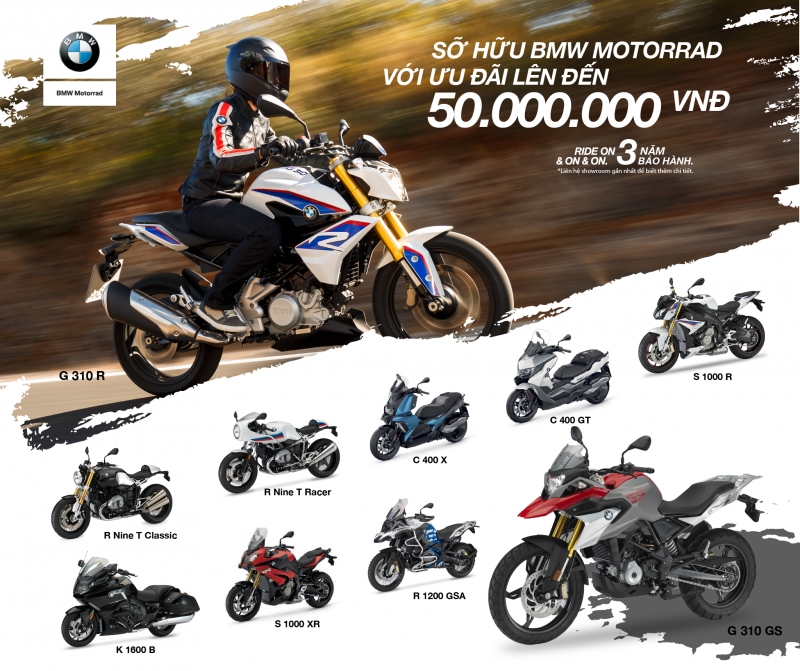 BMW
BMW Motorrad
SỠ HỮU BMW MOTORRAD
VỚI ƯU ĐÃI LÊN ĐẾN
50.000.000 VNĐ
RIDE ON
& ON & ON.
3 NĂM
BẢO HÀNH.
*Liên hệ showroom gần nhất để biết thêm chi tiết.
G 310 R
S 1000 R
C 400 GT
C 400 X
R Nine T Racer
R Nine T Classic
R 1200 GSA
S 1000 XR
K 1600 B
G 310 GS